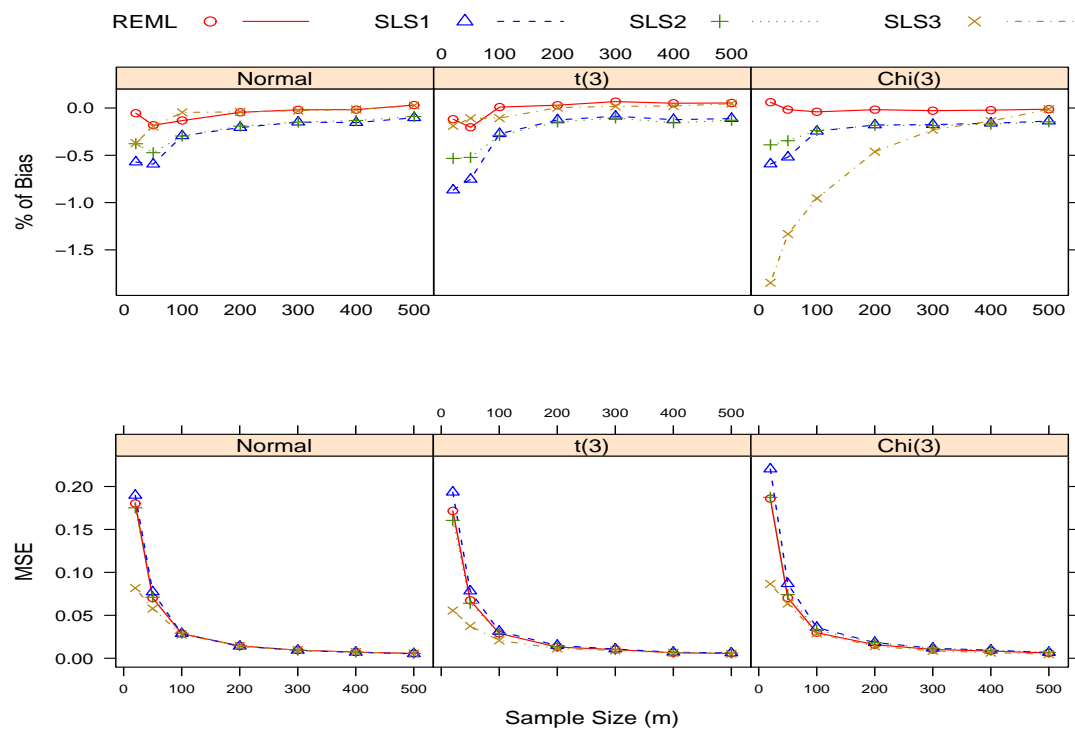 REML SLS1 SLS2 SLS3
0 100 200 300 400 500
Normal t(3) Chi(3)
0.0
−0.5
−1.0
−1.5
% of Bias
0 100 200 300 400 500
0 100 200 300 400 500
0 100 200 300 400 500
Normal t(3) Chi(3)
0.20
0.15
0.10
0.05
0.00
MSE
0 100 200 300 400 500
0 100 200 300 400 500
Sample Size (m)